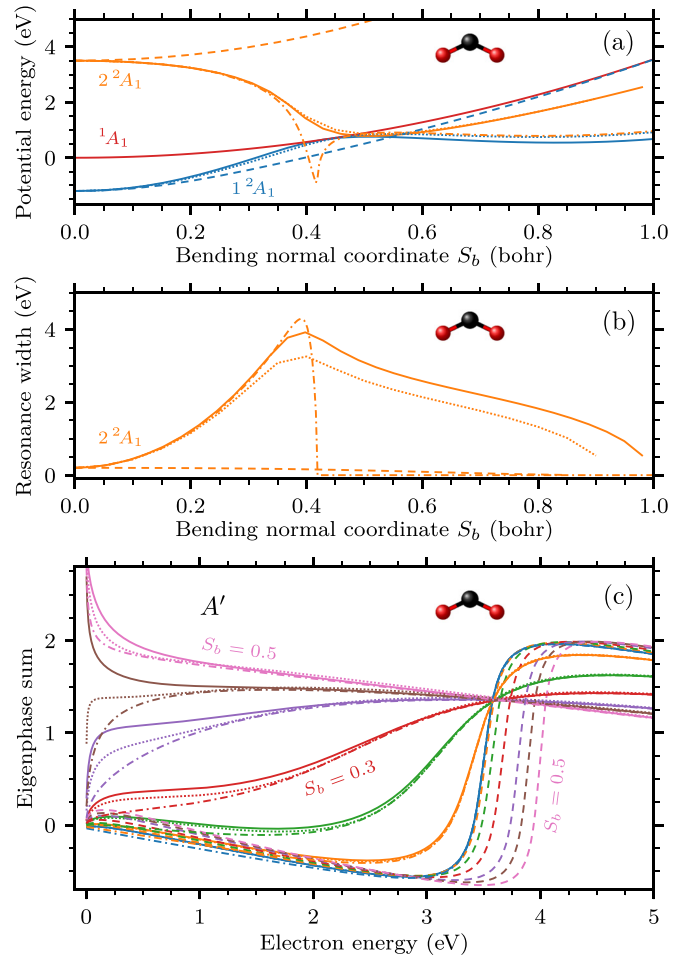 (a)
Potential energy (eV)
4
2 ²A₁
¹A₁
0
1 ²A₁
0.0 0.2 0.4 0.6 0.8 1.0
Bending normal coordinate S_b (bohr)
(b)
Resonance width (eV)
4
2
2 ²A₁
0
0.0 0.2 0.4 0.6 0.8 1.0
Bending normal coordinate S_b (bohr)
A′
(c)
Eigenphase sum
2
S_b = 0.5
1
S_b = 0.3
S_b = 0.5
0
0 1 2 3 4 5
Electron energy (eV)